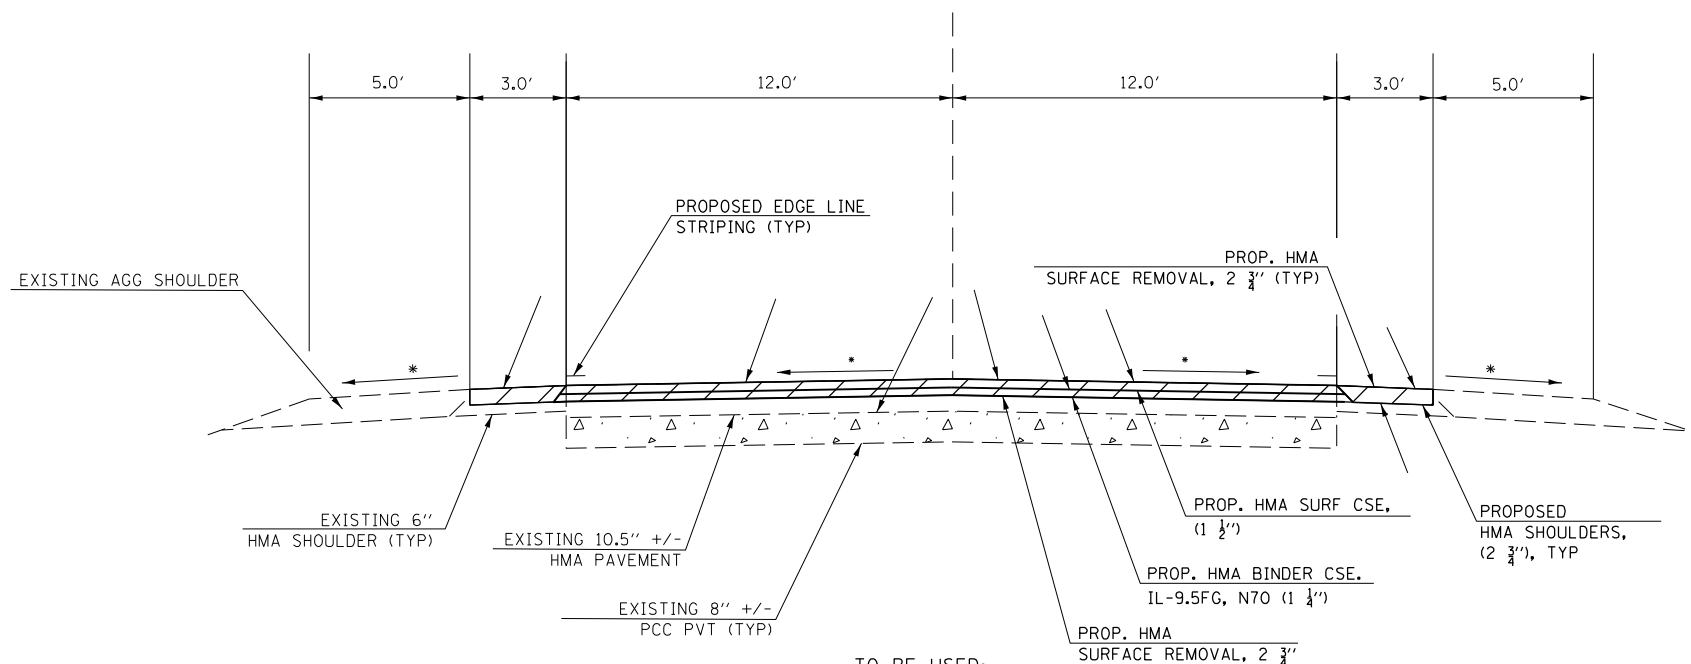 5.0′
3.0′
12.0′
12.0′
3.0′
5.0′
PROPOSED EDGE LINE
STRIPING (TYP)
PROP. HMA
SURFACE REMOVAL, 2 3/4″ (TYP)
EXISTING AGG SHOULDER
*
*
*
*
EXISTING 6″
HMA SHOULDER (TYP)
EXISTING 10.5″ +/-
HMA PAVEMENT
EXISTING 8″ +/-
PCC PVT (TYP)
PROP. HMA SURF CSE,
(1 1/2″)
PROP. HMA BINDER CSE.
IL-9.5FG, N70 (1 1/4″)
PROP. HMA
SURFACE REMOVAL, 2 3/4″
PROPOSED
HMA SHOULDERS,
(2 3/4″), TYP
TO BE USED: